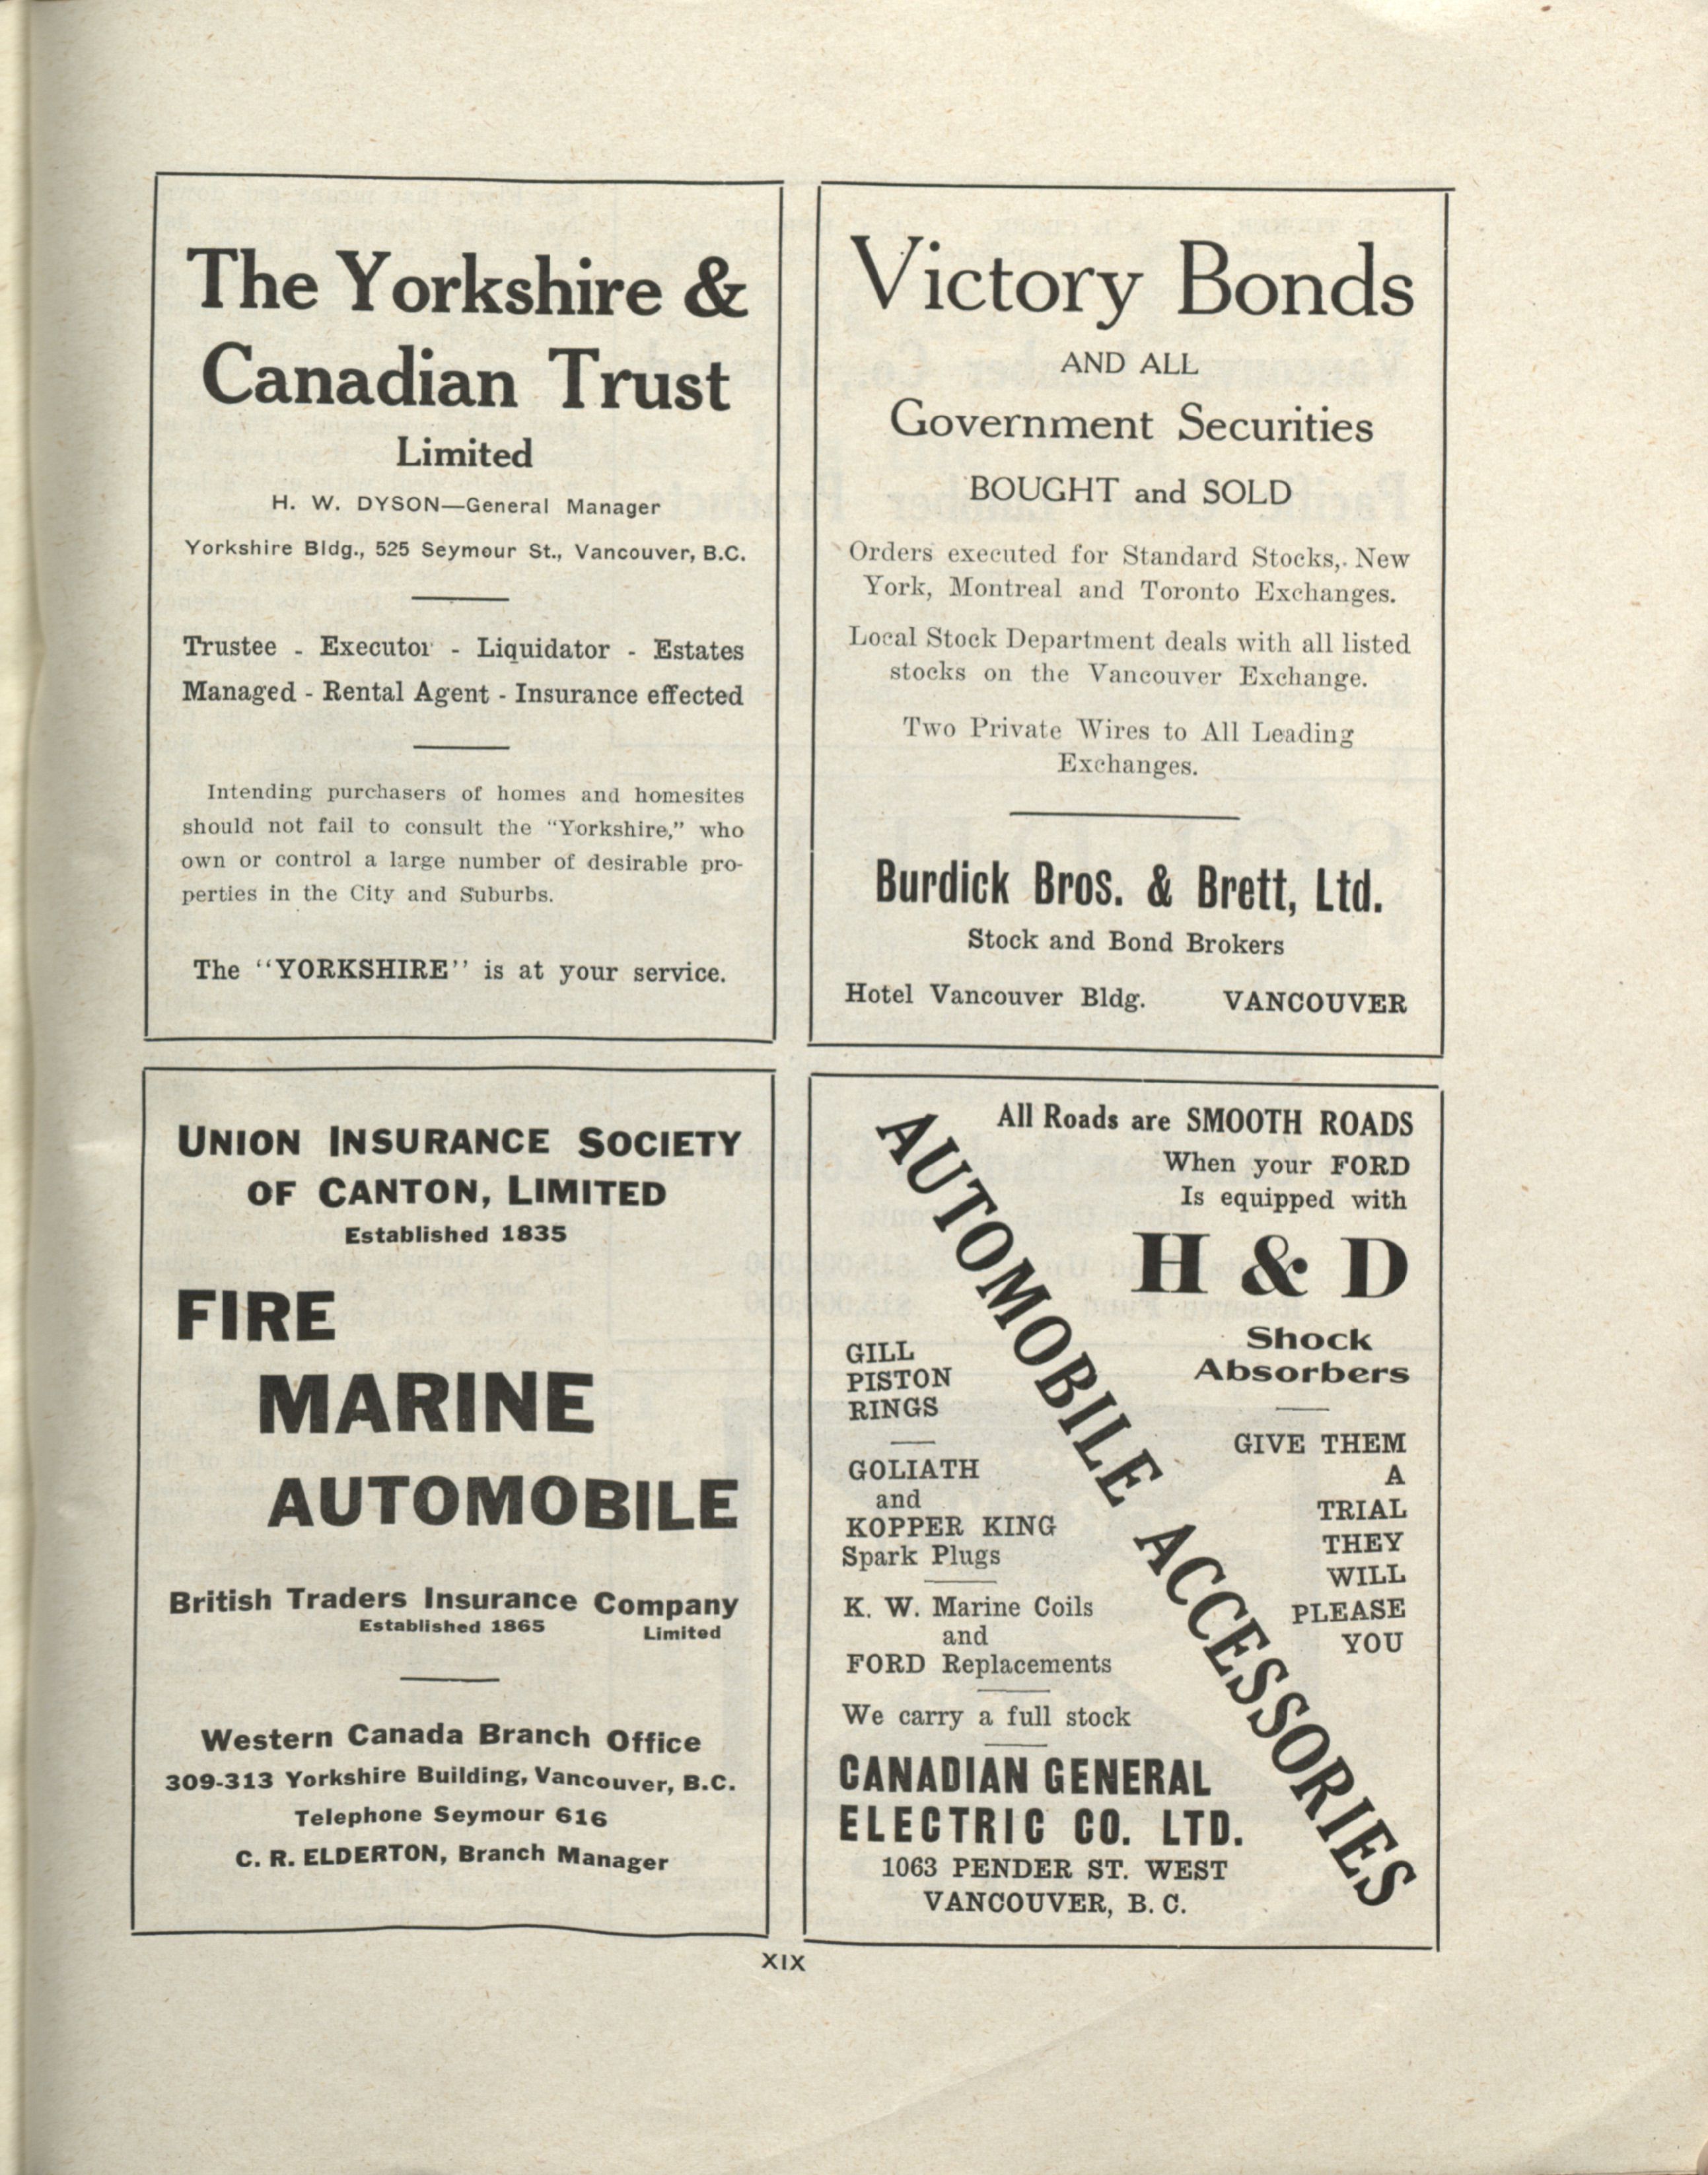 The Yorkshire &
Canadian Trust
Limited
H. W. DYSON—General Manager
Yorkshire Bldg., 525 Seymour St., Vancouver, B.C.
Trustee - Executor - Liquidator - Estates
Managed - Rental Agent - Insurance effected
Intending purchasers of homes and homesites
should not fail to consult the "Yorkshire," who
own or control a large number of desirable pro-
perties in the City and Suburbs.
The "YORKSHIRE" is at your service.
Victory Bonds
AND ALL
Government Securities
BOUGHT and SOLD
Orders executed for Standard Stocks,. New
York, Montreal and Toronto Exchanges.
Local Stock Department deals with all listed
stocks on the Vancouver Exchange.
Two Private Wires to All Leading
Exchanges.
Burdick Bros. & Brett, Ltd.
Stock and Bond Brokers
Hotel Vancouver Bldg. VANCOUVER
UNION INSURANCE SOCIETY
OF CANTON, LIMITED
Established 1835
FIRE
MARINE
AUTOMOBILE
British Traders Insurance Company
Established 1865 Limited
Western Canada Branch Office
309-313 Yorkshire Building, Vancouver, B.C.
Telephone Seymour 616
C. R. ELDERTON, Branch Manager
All Roads are SMOOTH ROADS
When your FORD
Is equipped with
H & D
Shock
Absorbers
GIVE THEM
A
TRIAL
THEY
WILL
PLEASE
YOU
AUTOMOBILE ACCESSORIES
GILL
PISTON
RINGS
GOLIATH
and
KOPPER KING
Spark Plugs
K. W. Marine Coils
and
FORD Replacements
We carry a full stock
CANADIAN GENERAL
ELECTRIC CO. LTD.
1063 PENDER ST. WEST
VANCOUVER, B. C.
XIX